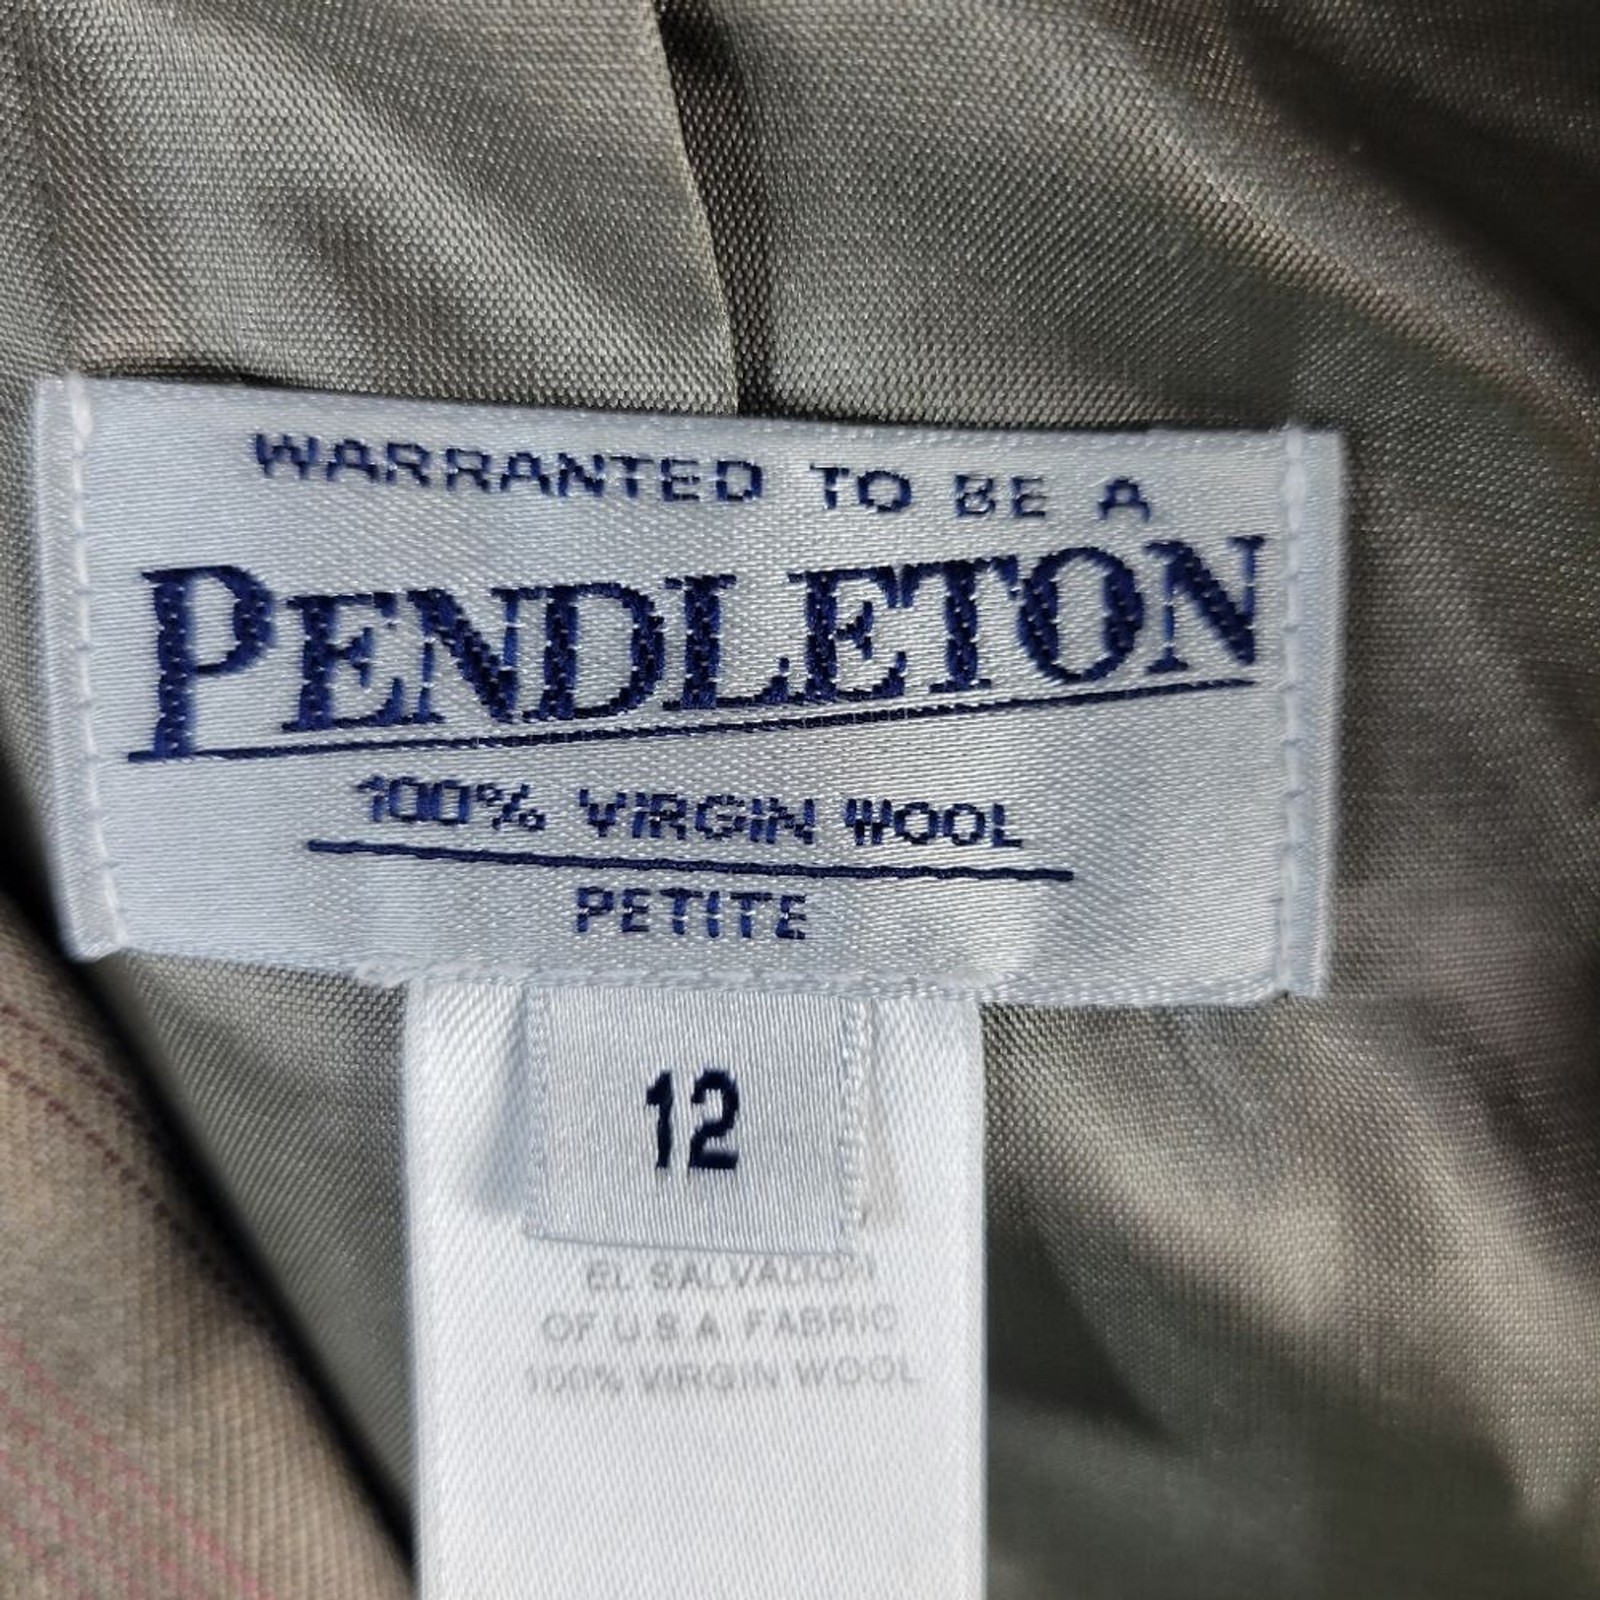 WARRANTED TO BE A
PENDLETON
100% VIRGIN WOOL
PETITE
12
EL SALVADOR
OF U.S.A. FABRIC
100% VIRGIN WOOL